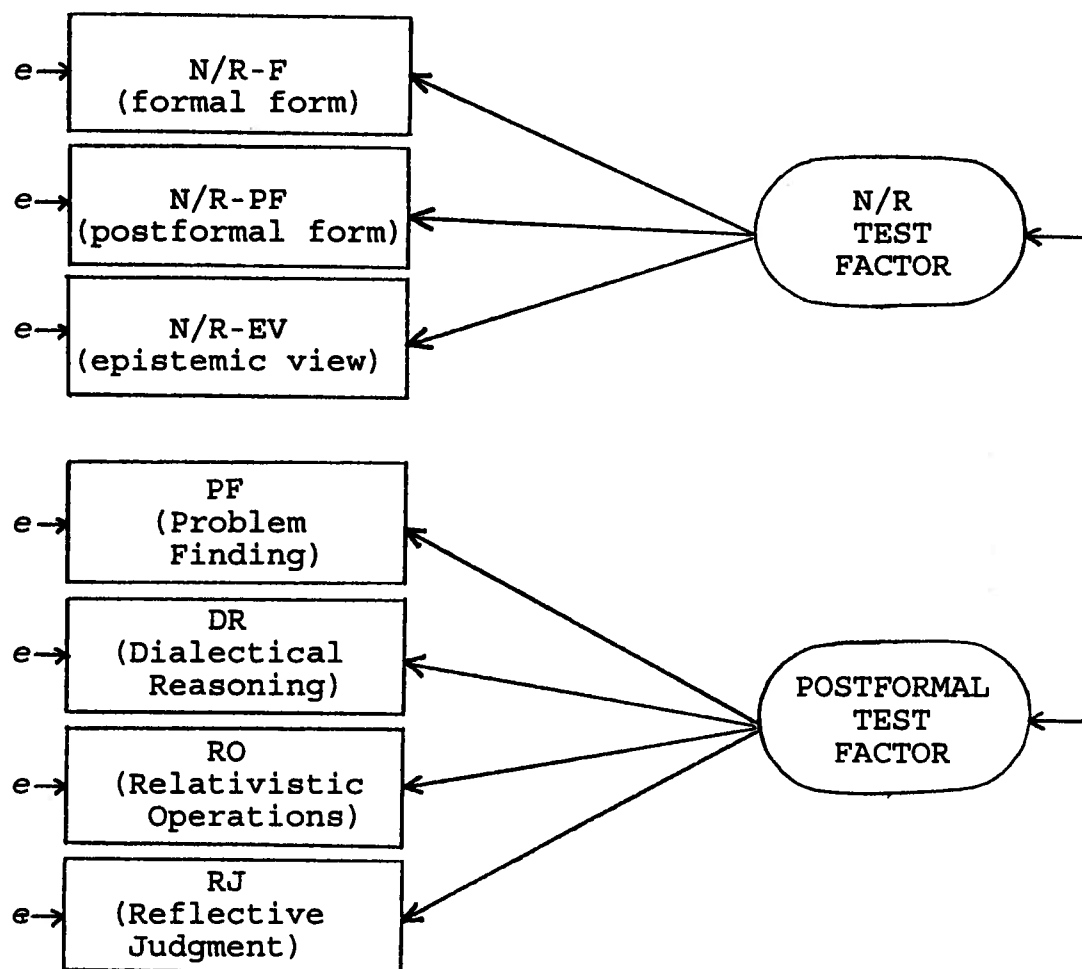 e
N/R-F
(formal form)
e
N/R-PF
(postformal form)
e
N/R-EV
(epistemic view)
N/R
TEST
FACTOR
e
PF
(Problem
Finding)
e
DR
(Dialectical
Reasoning)
e
RO
(Relativistic
Operations)
e
RJ
(Reflective
Judgment)
POSTFORMAL
TEST
FACTOR